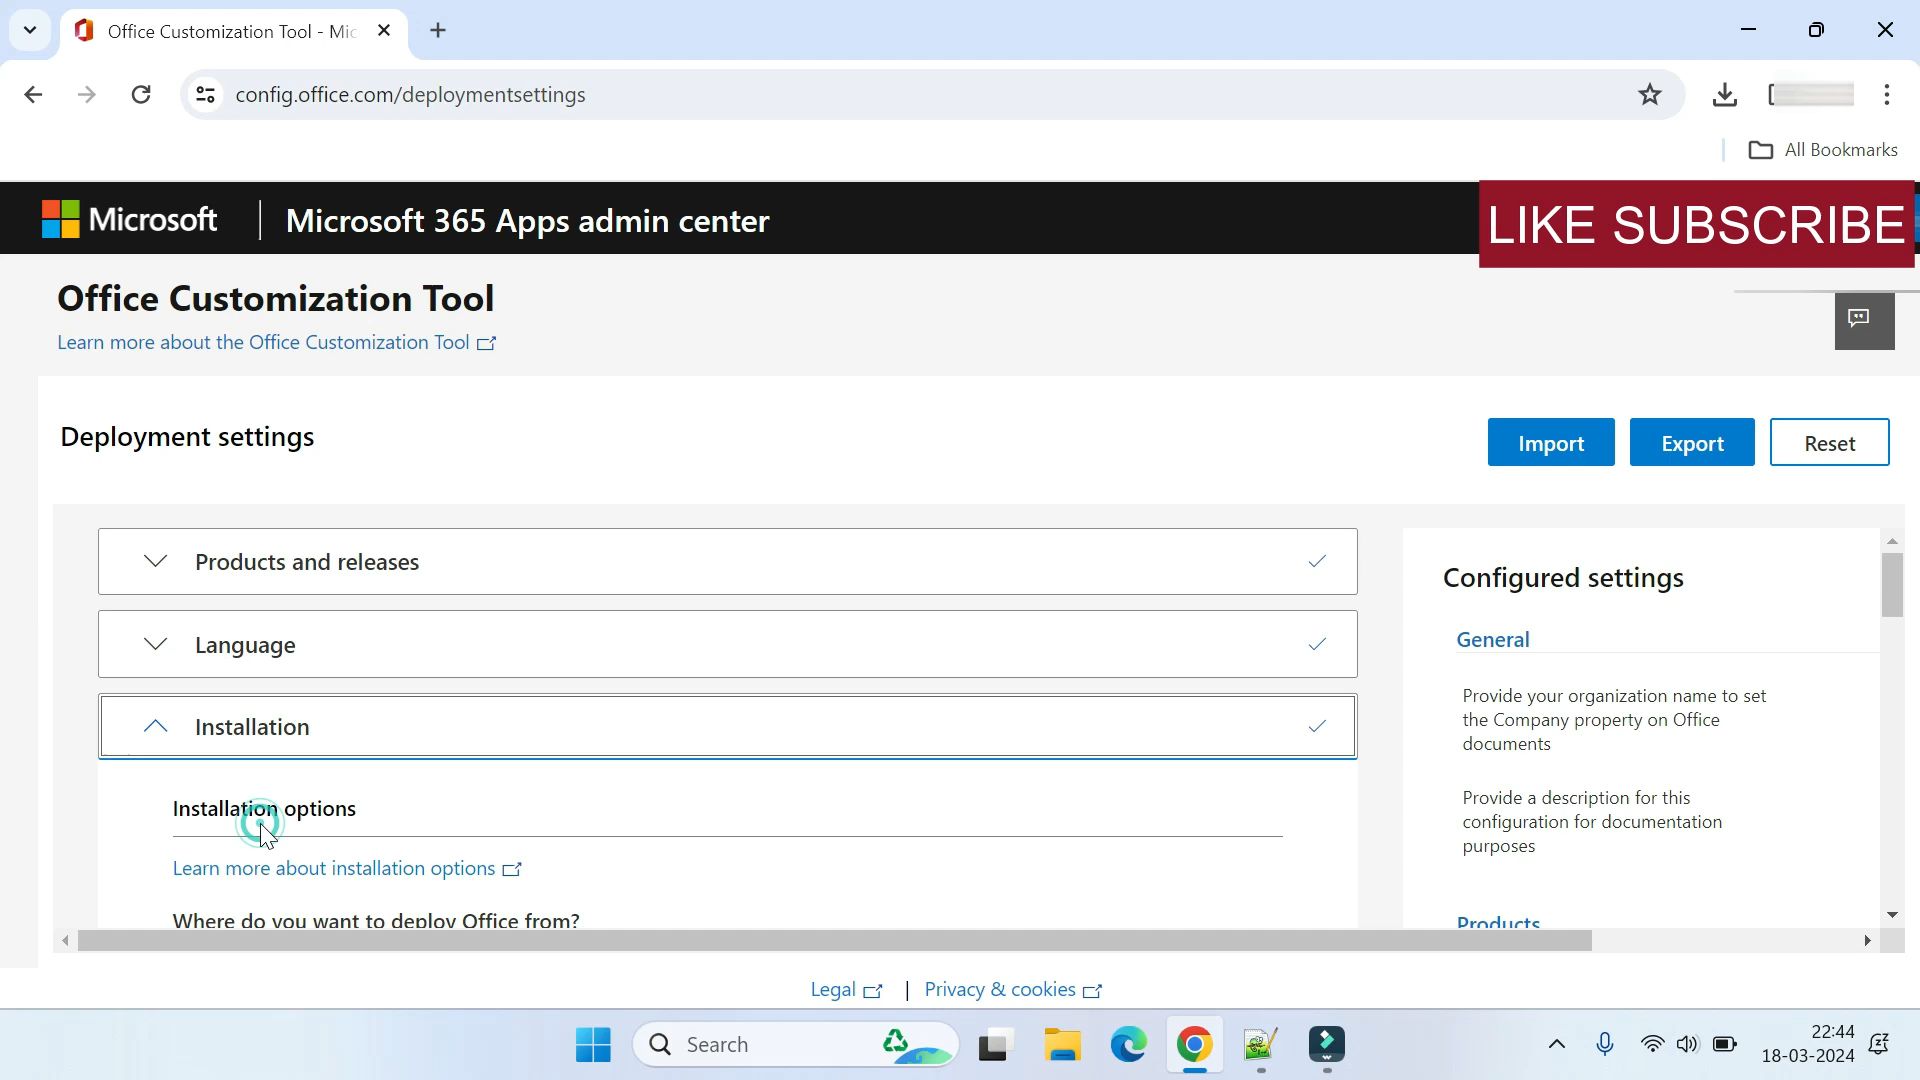 Office Customization Tool - Mic
config.office.com/deploymentsettings
All Bookmarks
Microsoft
Microsoft 365 Apps admin center
LIKE SUBSCRIBE
Office Customization Tool
Learn more about the Office Customization Tool
Deployment settings
Import
Export
Reset
Products and releases
Language
Installation
Installation options
Learn more about installation options
Where do you want to deploy Office from?
Configured settings
General
Provide your organization name to set
the Company property on Office
documents
Provide a description for this
configuration for documentation
purposes
Products
Legal | Privacy & cookies
Search
22:44
18-03-2024